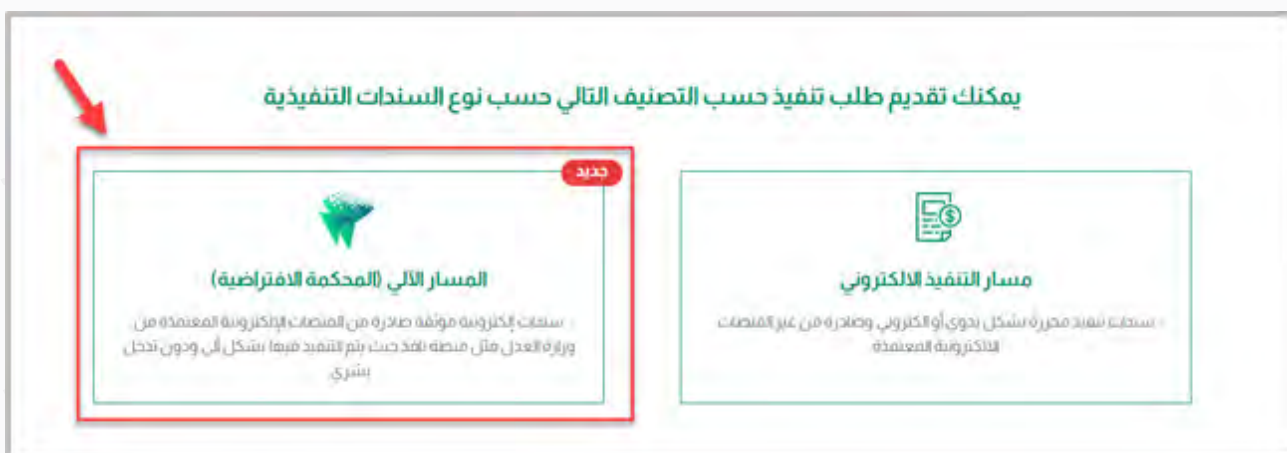 يمكنك تقديم طلب تنفيذ حسب التصنيف التالي حسب نوع السندات التنفيذية
مسار التنفيذ الالكتروني
سندات تنفيذ محررة بشكل يدوي أو الكتروني وصادرة من غير المنصات
الالكترونية المعتمدة
جديد
المسار الآلي (المحكمة الافتراضية)
سندات إلكترونية موثقة صادرة من المنصات الإلكترونية المعتمدة من
وزارة العدل مثل منصة نافذ حيث يتم التنفيذ فيها بشكل آلي ودون تدخل
بشري